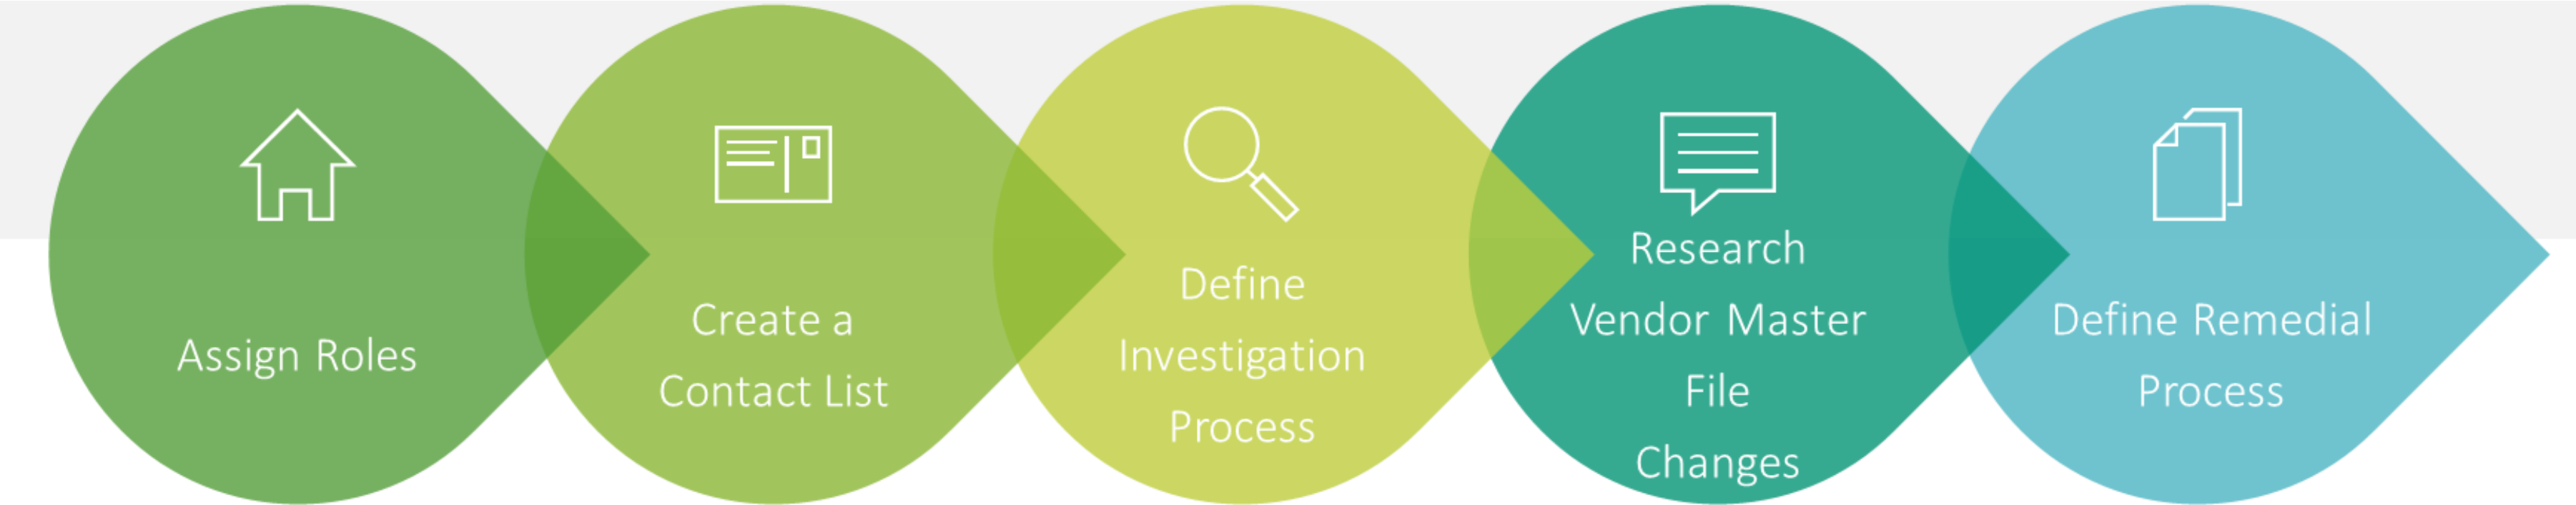 Assign Roles
Create a
Contact List
Define
Investigation
Process
Research
Vendor Master
File
Changes
Define Remedial
Process